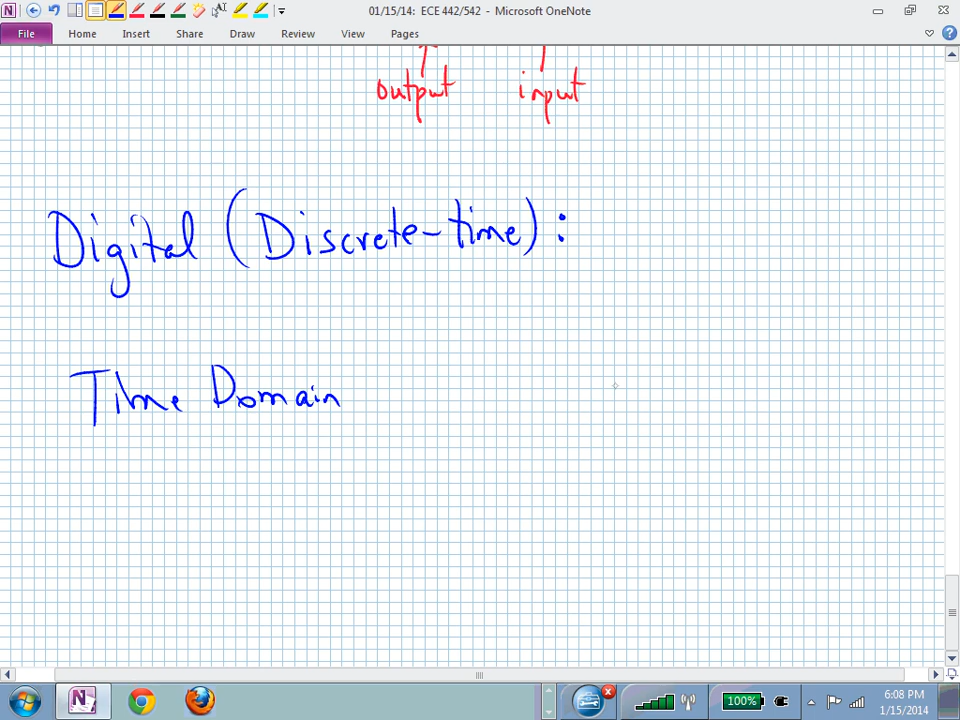 01/15/14: ECE 442/542 - Microsoft OneNote
File Home Insert Share Draw Review View Pages
output input
Digital (Discrete-time):
Time Domain
100%
6:08 PM
1/15/2014